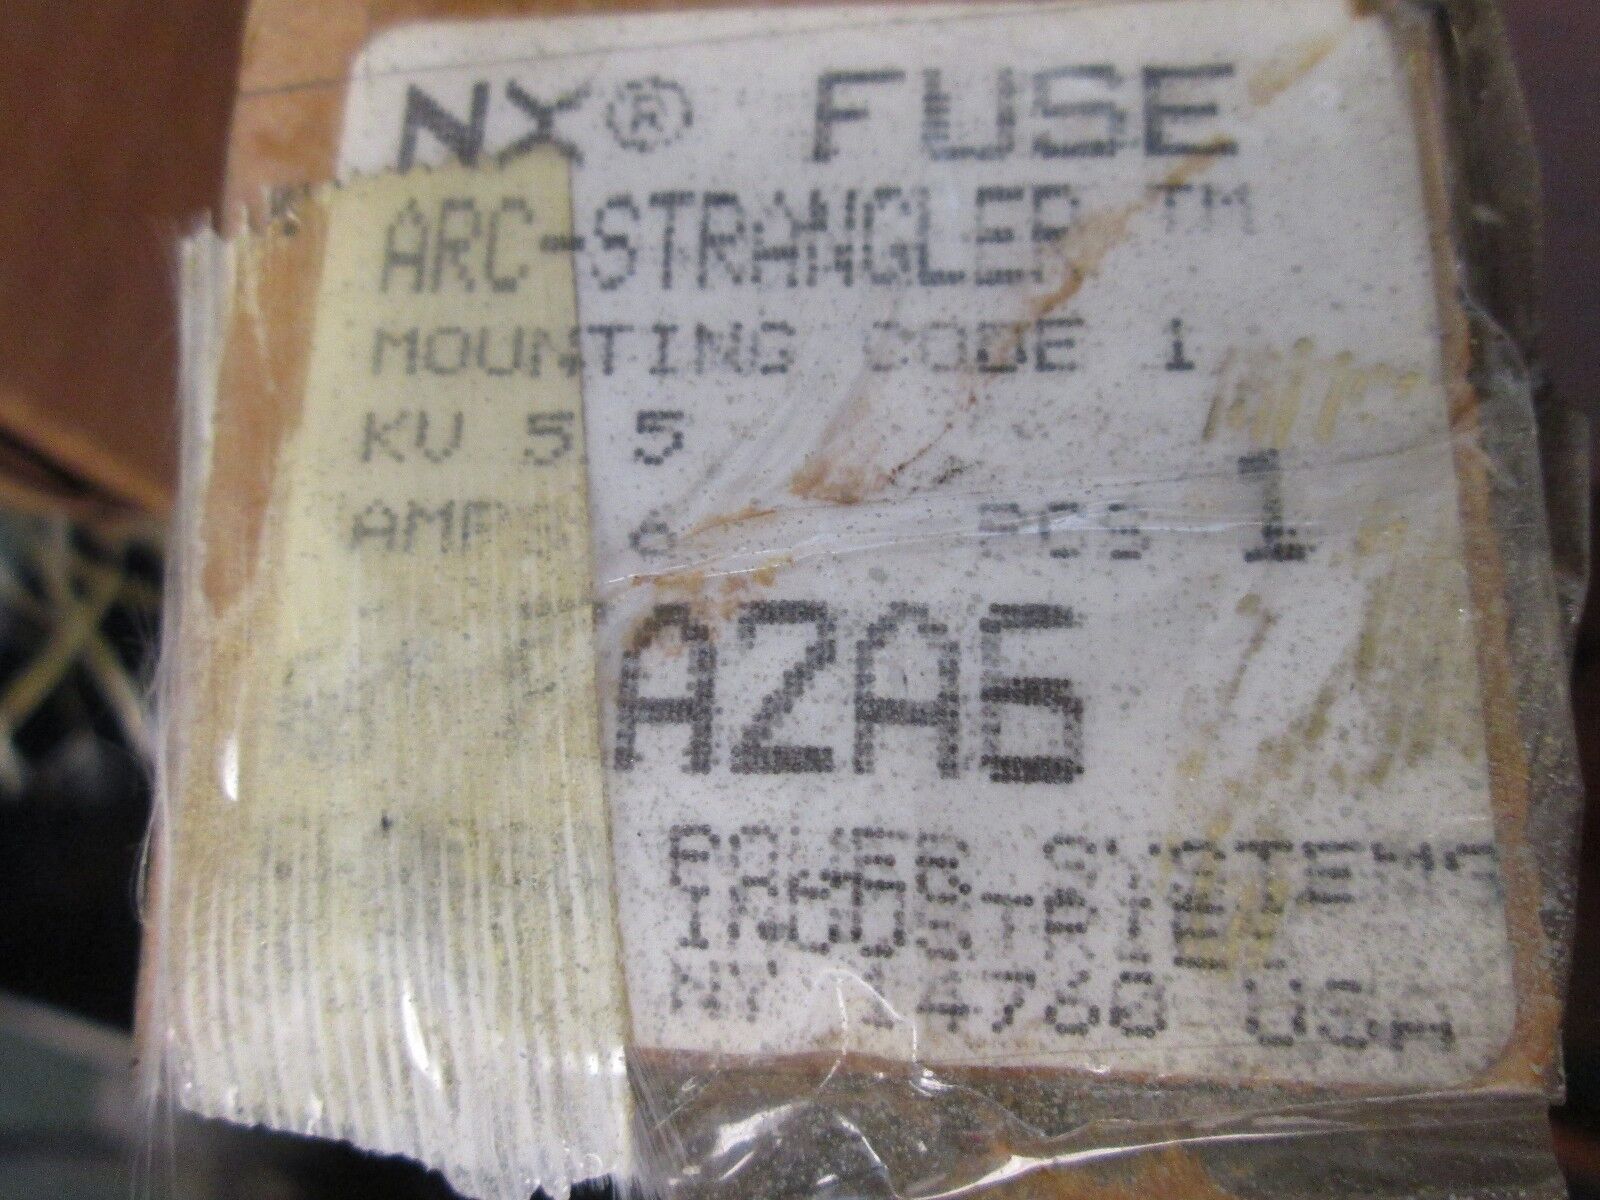 NX® FUSE
ARC-STRANGLER TM
MOUNTING CODE 1
KV 5 5
AMPS 6 PCS 1
AZA6
POWER SYSTEMS
INDUSTRIES
NY 14760 USA